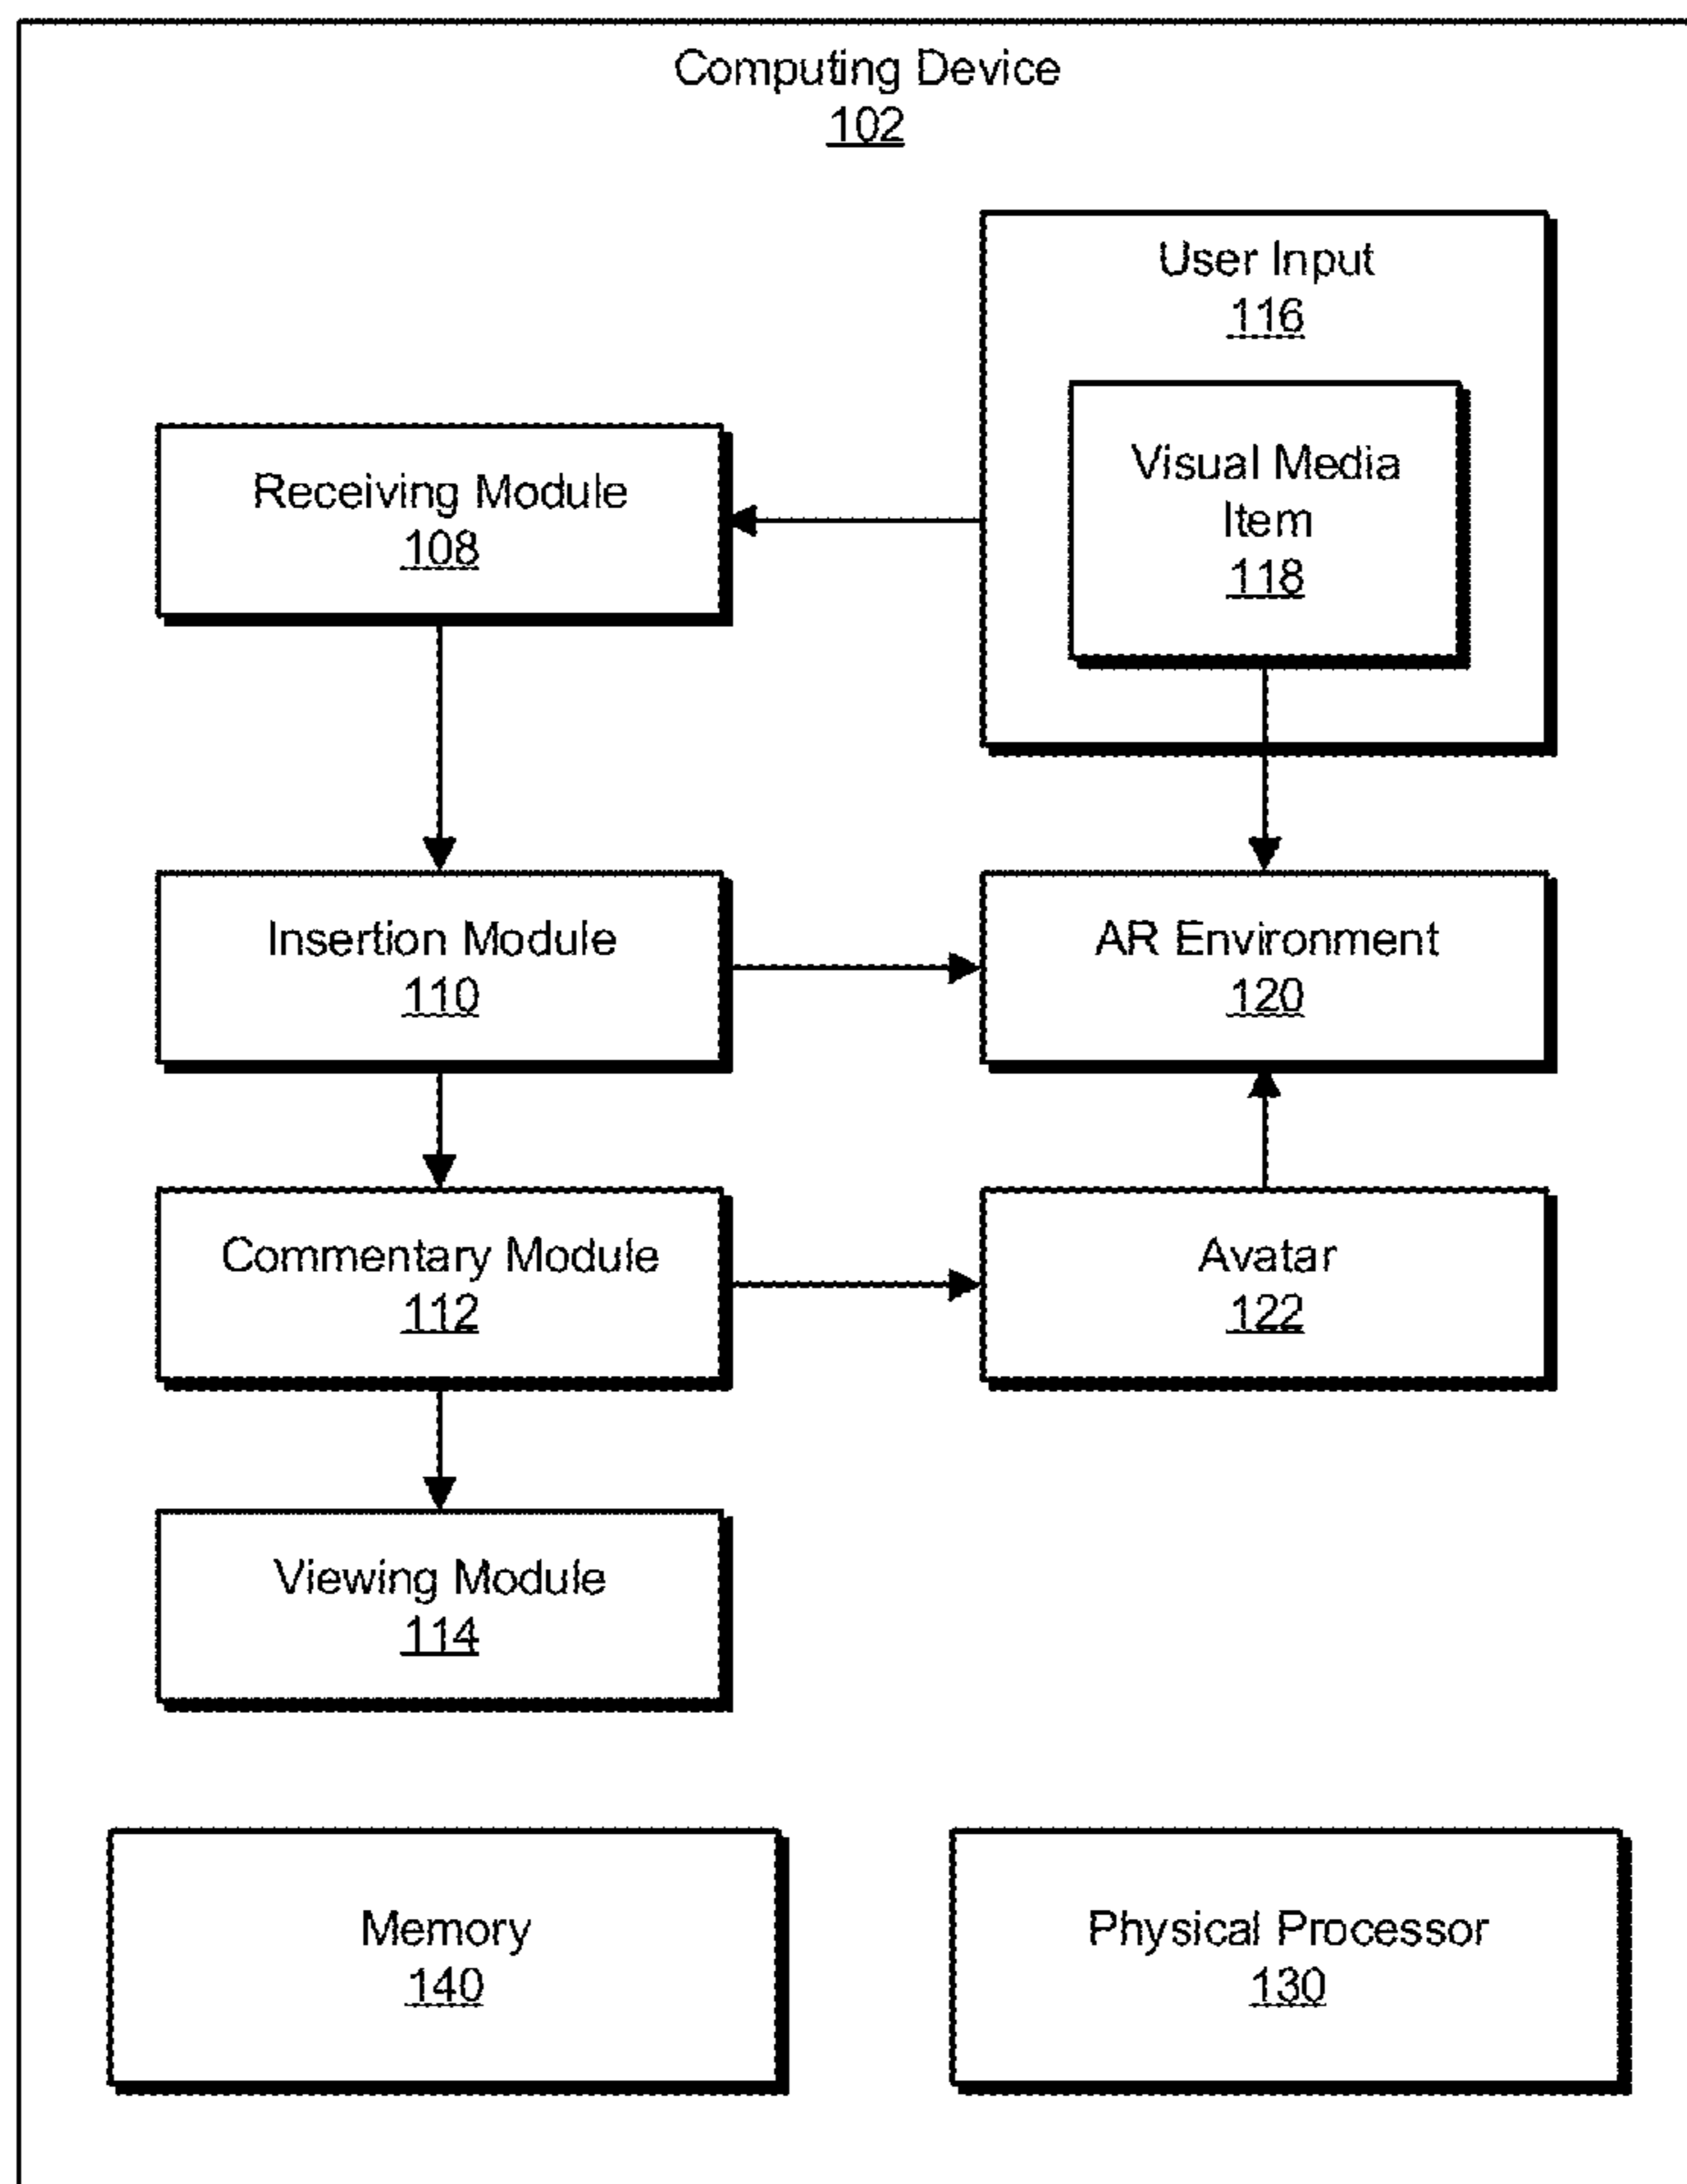 Computing Device
102
User Input
116
Visual Media
Item
118
Receiving Module
108
Insertion Module
110
AR Environment
120
Commentary Module
112
Avatar
122
Viewing Module
114
Memory
140
Physical Processor
130